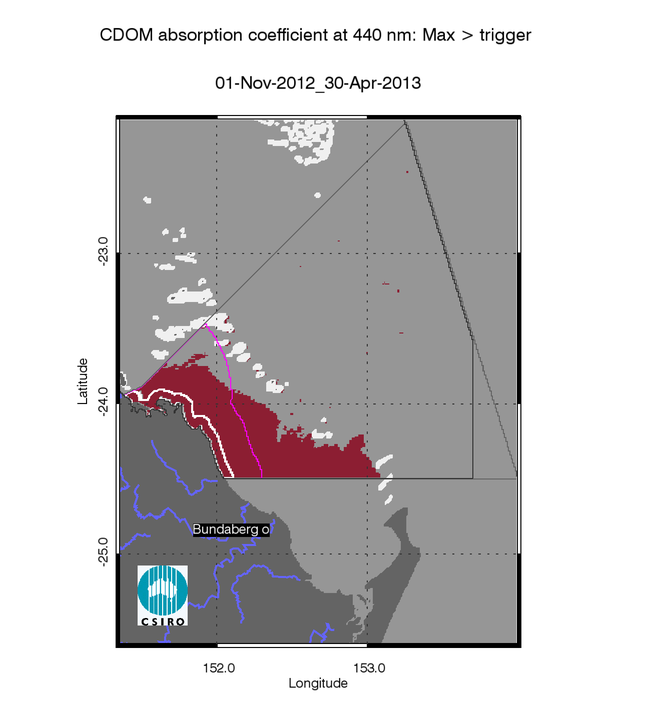 CDOM absorption coefficient at 440 nm: Max > trigger
01-Nov-2012_30-Apr-2013
-23.0
-24.0
-25.0
Latitude
Bundaberg o
CSIRO
152.0 153.0
Longitude